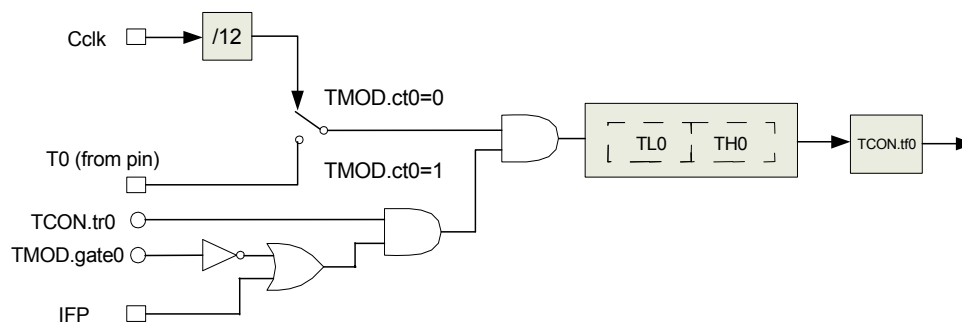 Cclk
/12
TMOD.ct0=0
T0 (from pin)
TMOD.ct0=1
TL0
TH0
TCON.tf0
TCON.tr0
TMOD.gate0
IFP